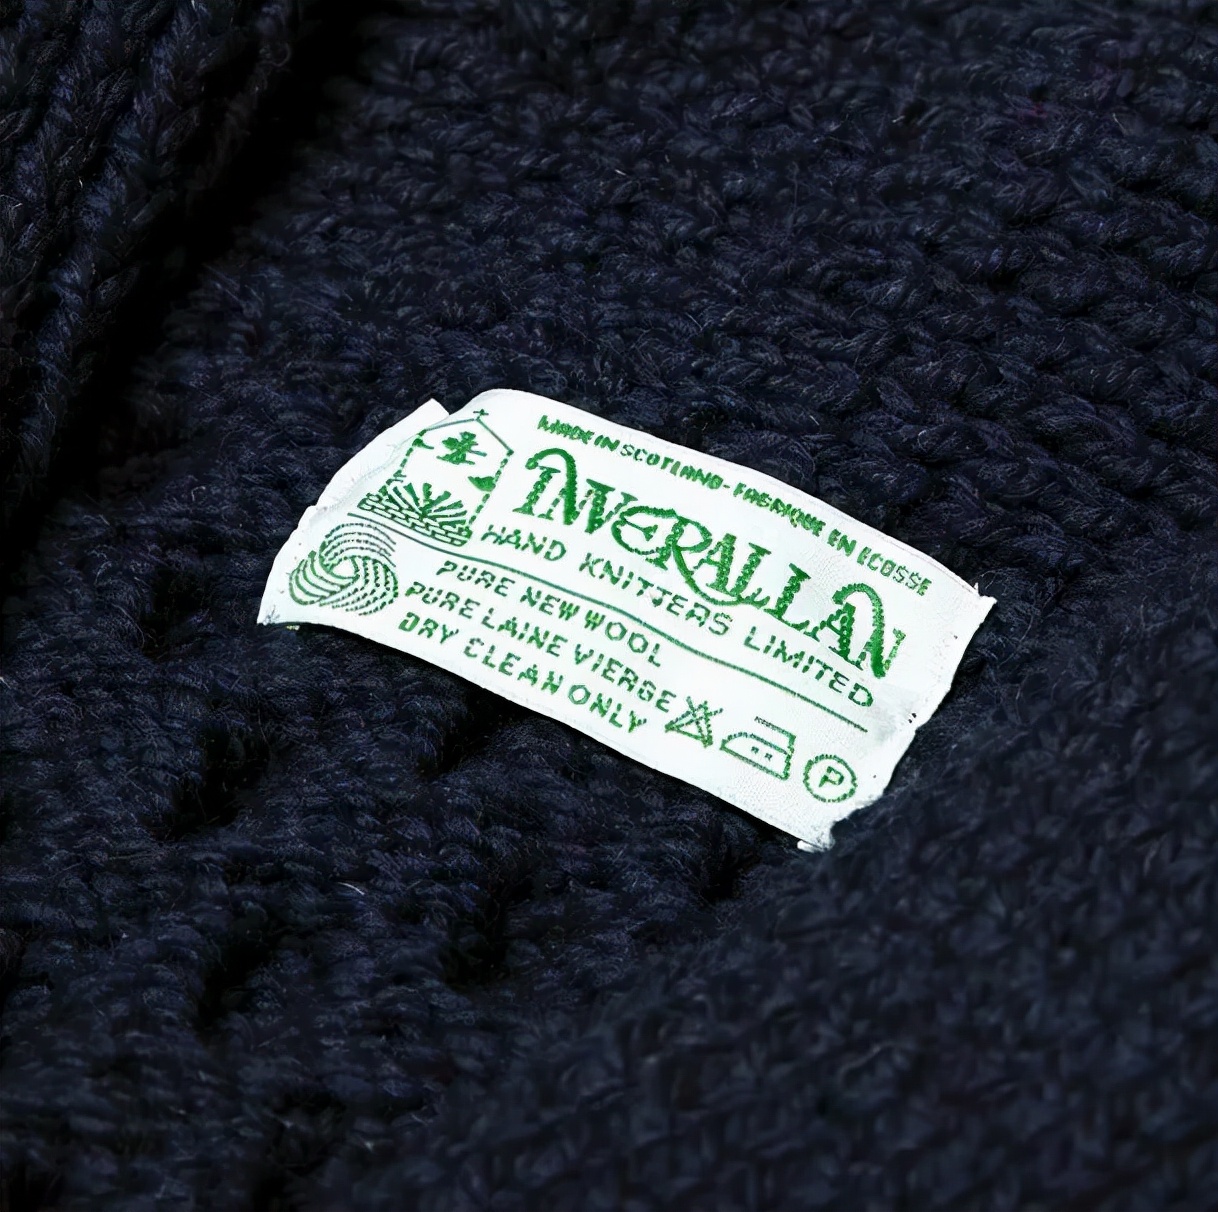 MADE IN SCOTLAND - FABRIQUE EN ECOSSE
INVERALLAN
HAND KNITTERS LIMITED
PURE NEW WOOL
PURE LAINE VIERGE
DRY CLEAN ONLY
P